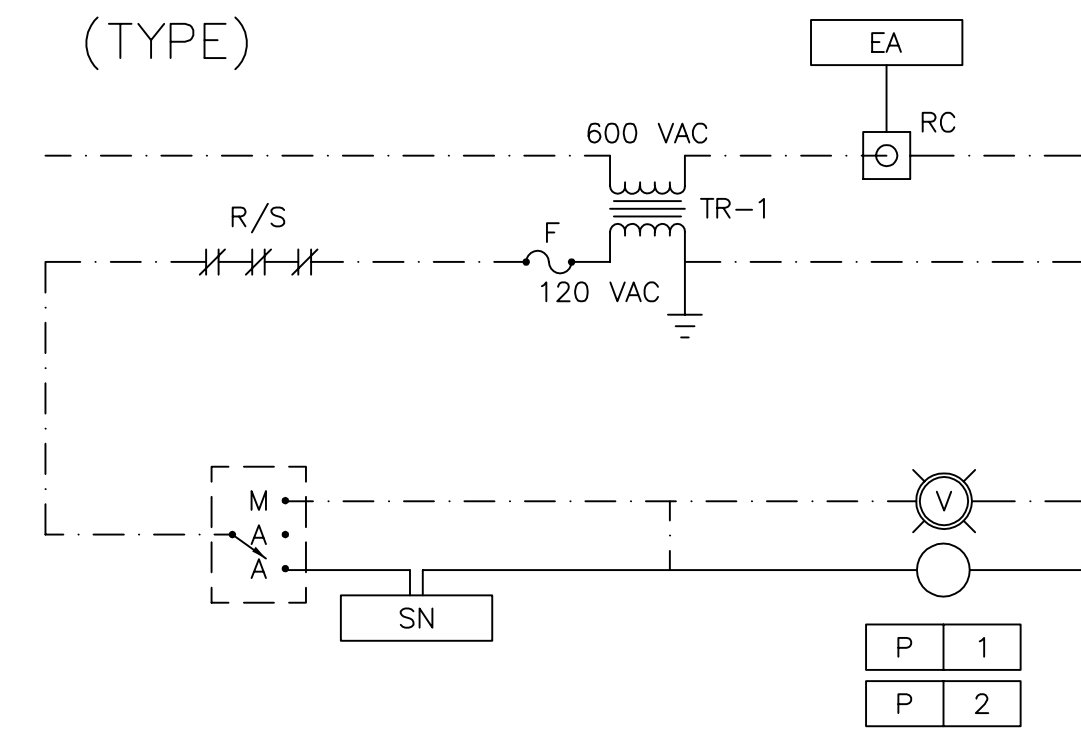 (TYPE)
EA
RC
600 VAC
TR-1
R/S
F
120 VAC
M
A
A
V
SN
P 1
P 2